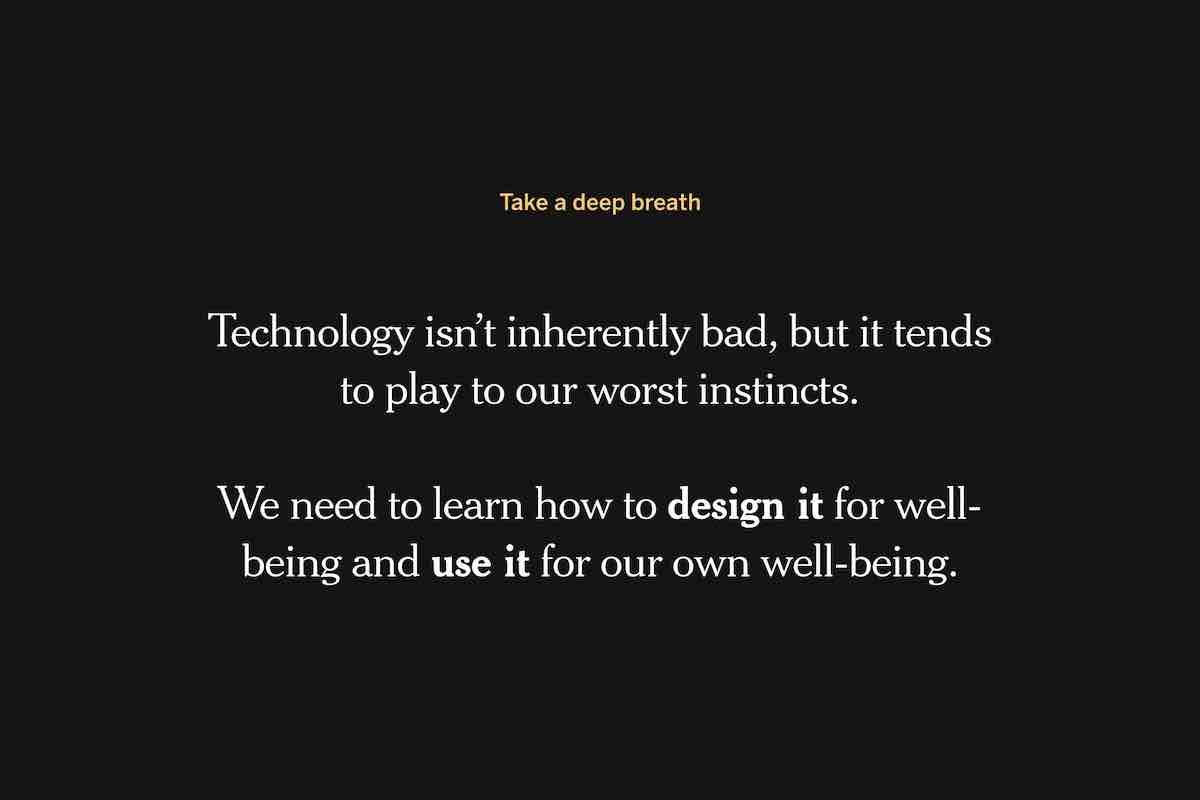 Take a deep breath
Technology isn’t inherently bad, but it tends
to play to our worst instincts.
We need to learn how to design it for well-
being and use it for our own well-being.